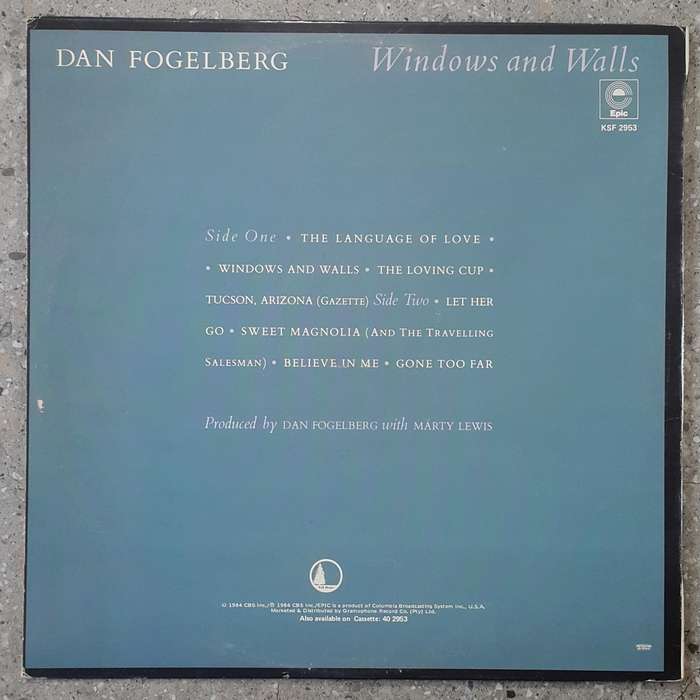 DAN FOGELBERG Windows and Walls
Epic
KSF 2953
Side One • THE LANGUAGE OF LOVE •
• WINDOWS AND WALLS • THE LOVING CUP •
TUCSON, ARIZONA (GAZETTE) Side Two • LET HER
GO • SWEET MAGNOLIA (AND THE TRAVELLING
SALESMAN) • BELIEVE IN ME • GONE TOO FAR
Produced by DAN FOGELBERG with MARTY LEWIS
© 1984 CBS Inc./℗ 1984 CBS Inc./EPIC is a product of Columbia Broadcasting System Inc., U.S.A.
Marketed & Distributed by Gramophone Record Co. (Pty) Ltd.
Also available on Cassette: 40 2953